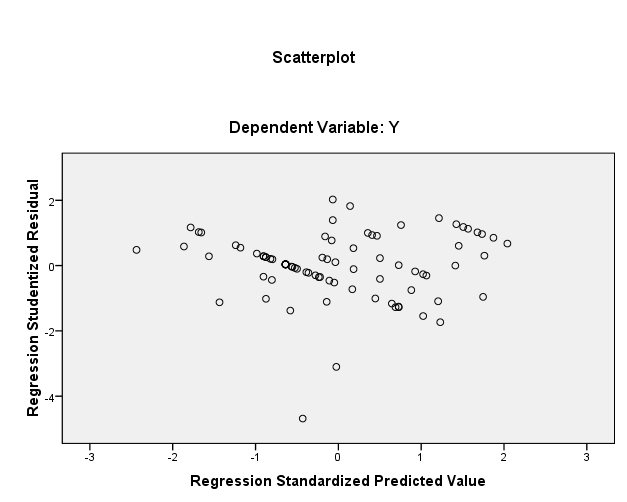 Scatterplot
Dependent Variable: Y
Regression Studentized Residual
2
0
-2
-4
-3
-2
-1
0
1
2
3
Regression Standardized Predicted Value